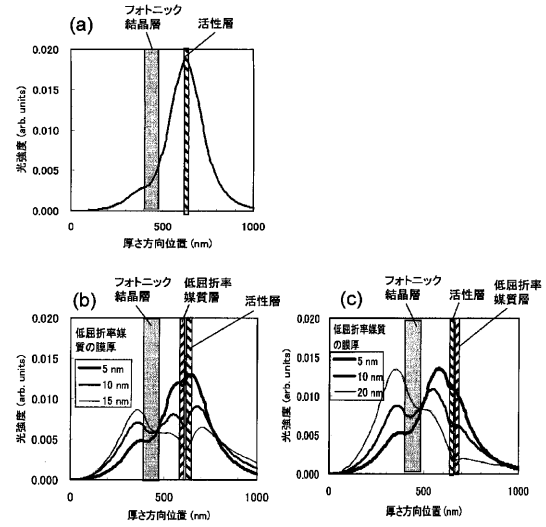 (a)
フォトニック
結晶層
活性層
0.020
0.015
0.010
0.005
0.000
光強度 (arb. units)
0
500
1000
厚さ方向位置 (nm)
(b)
フォトニック
結晶層
低屈折率
媒質層
活性層
低屈折率媒
質の膜厚
5 nm
10 nm
15 nm
0.020
0.015
0.010
0.005
0.000
光強度 (arb. units)
0
500
1000
厚さ方向位置 (nm)
(c)
フォトニック
結晶層
活性層
低屈折率
媒質層
低屈折率媒質
の膜厚
5 nm
10 nm
20 nm
0.020
0.015
0.010
0.005
0.000
光強度 (arb. units)
0
500
1000
厚さ方向位置 (nm)